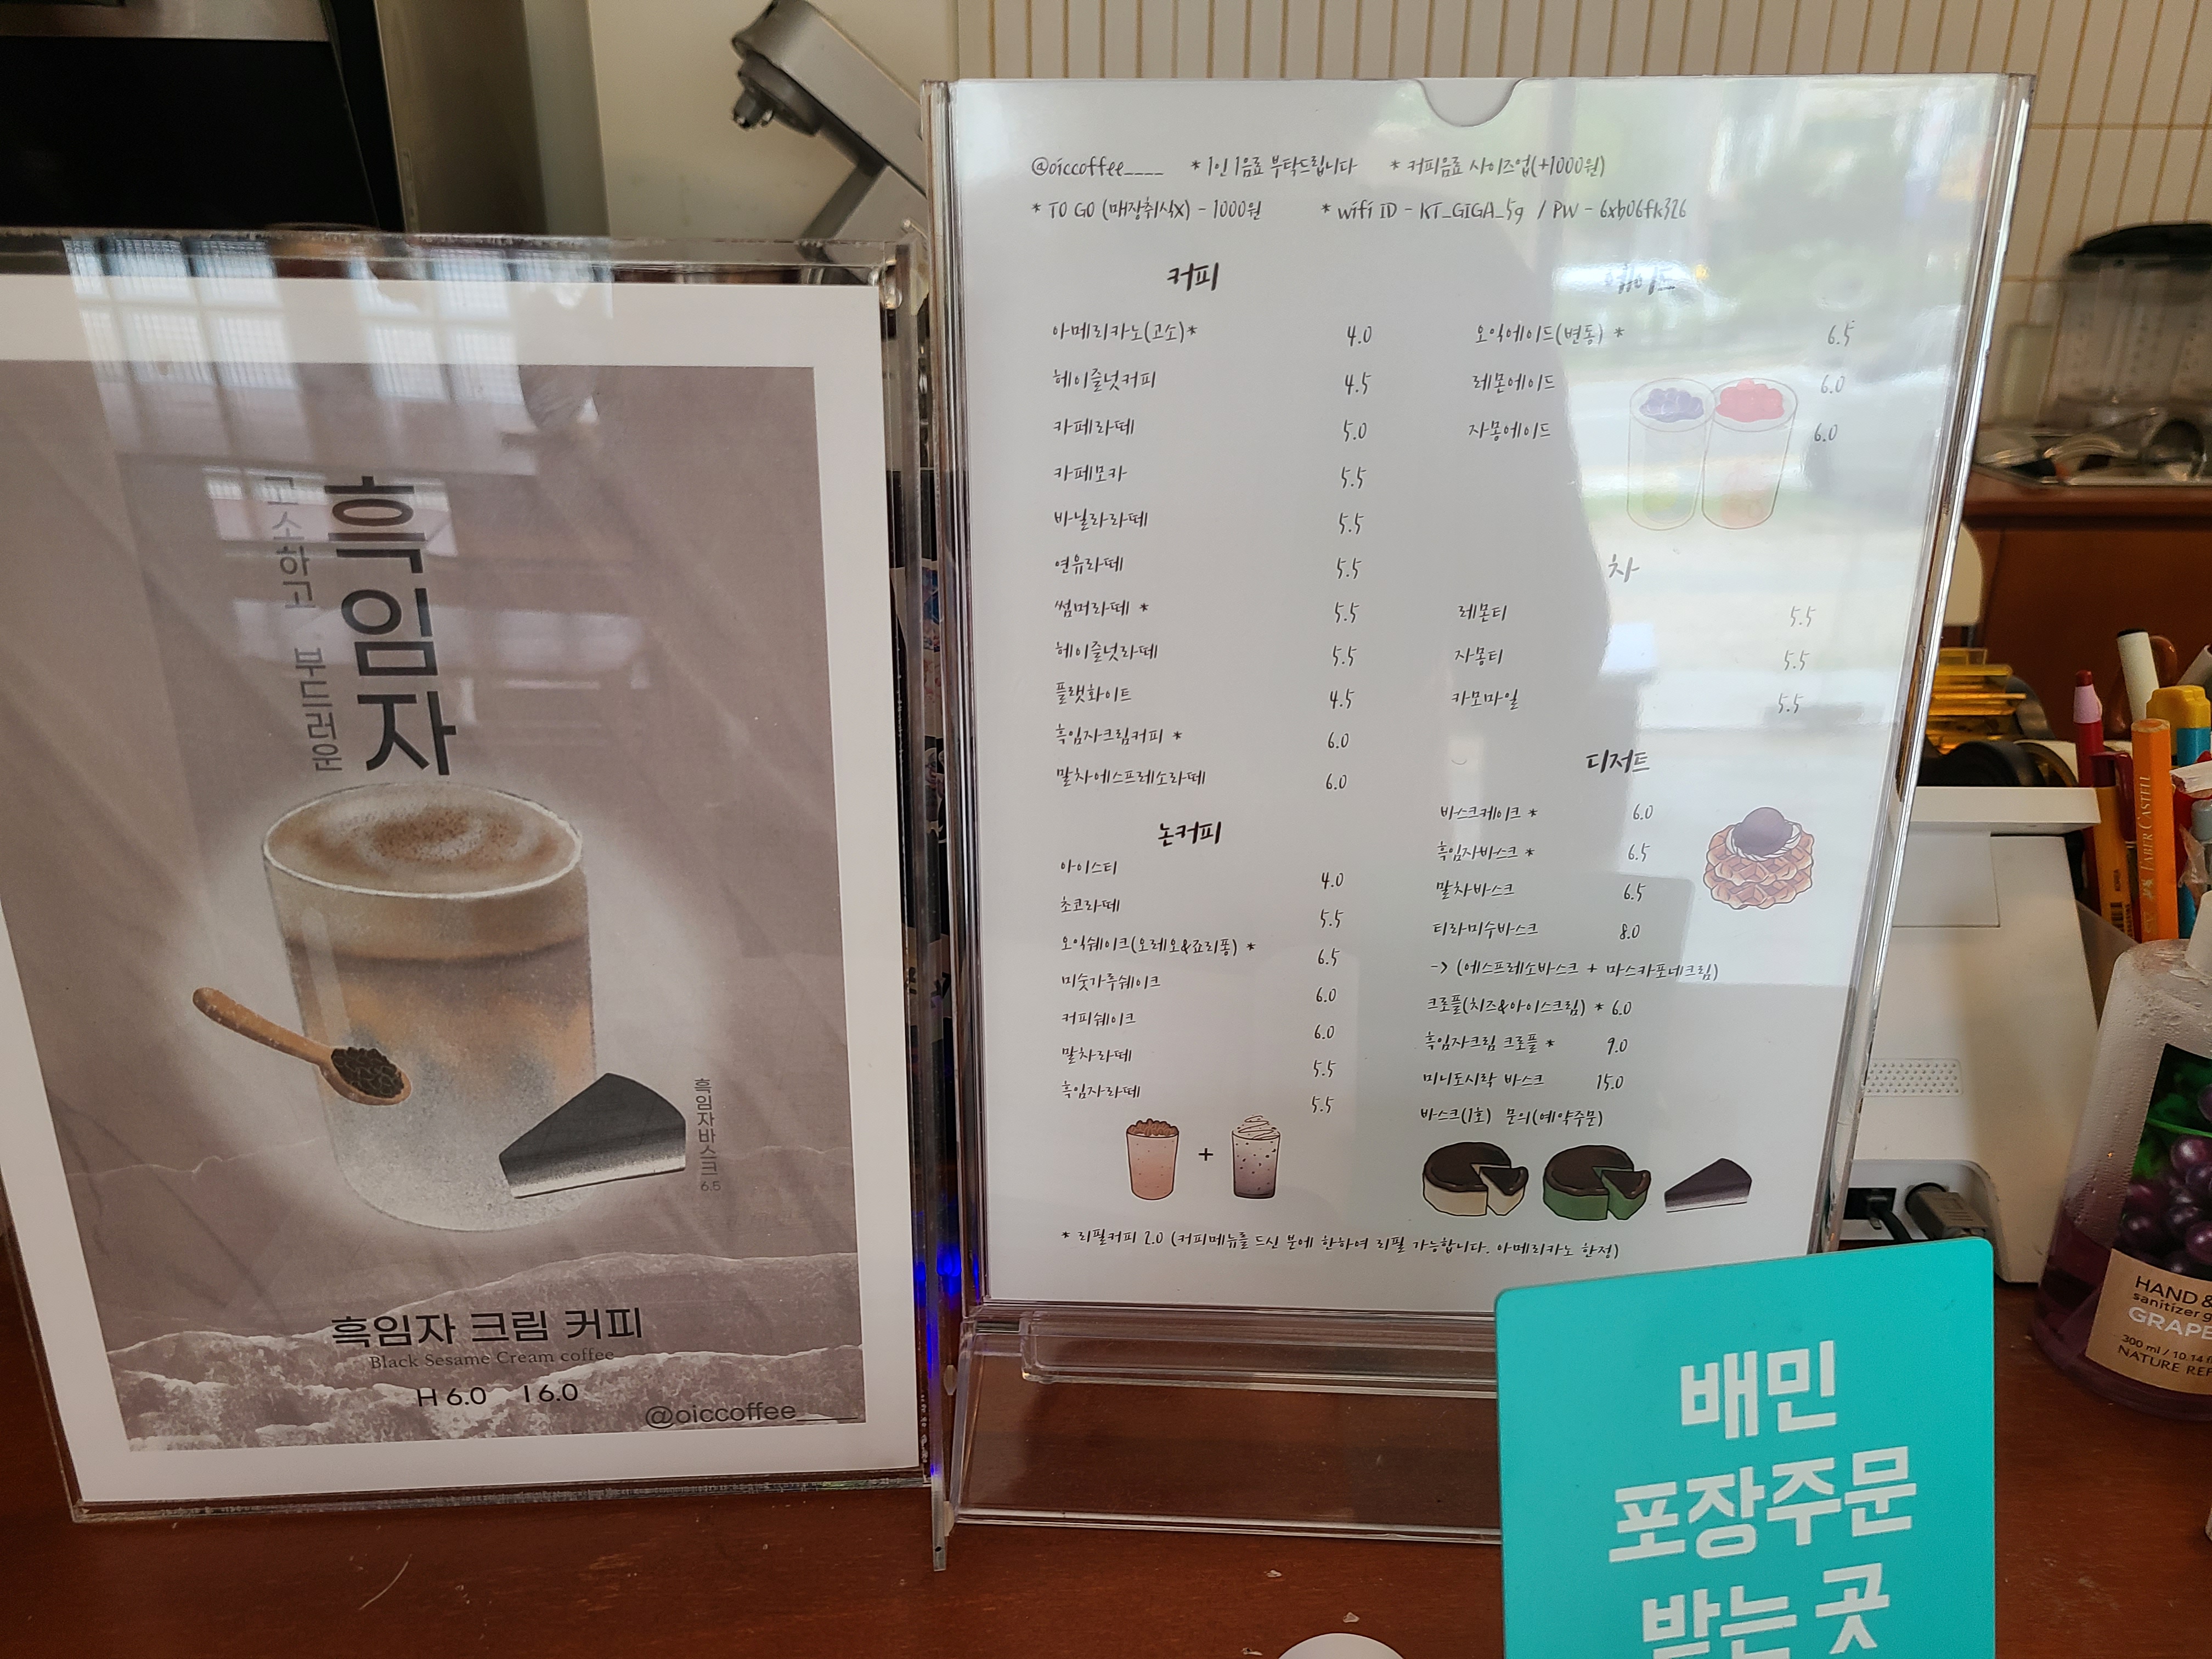 고소하고 부드러운
흑임자
흑임자바스크 6.5
흑임자 크림 커피
Black Sesame Cream coffee
H 6.0 I 6.0
@oiccoffee____
@oiccoffee____ * 1인 1음료 부탁드립니다 * 커피음료 사이즈업(+1000원)
* TO GO (매장취식X) - 1000원 * wifi ID - KT_GIGA_5g / PW - 6xb06fk326
커피
아메리카노(고소)* 4.0
헤이즐넛커피 4.5
카페라떼 5.0
카페모카 5.5
바닐라라떼 5.5
연유라떼 5.5
썸머라떼 * 5.5
헤이즐넛라떼 5.5
플랫화이트 4.5
흑임자크림커피 * 6.0
말차에스프레소라떼 6.0
논커피
아이스티 4.0
초코라떼 5.5
오익쉐이크(오레오&죠리퐁) * 6.5
미숫가루쉐이크 6.0
커피쉐이크 6.0
말차라떼 5.5
흑임자라떼 5.5
+
에이드
오익에이드(변동) * 6.5
레몬에이드 6.0
자몽에이드 6.0
차
레몬티 5.5
자몽티 5.5
카모마일 5.5
디저트
바스크케이크 * 6.0
흑임자바스크 * 6.5
말차바스크 6.5
티라미수바스크 8.0
-> (에스프레소바스크 + 마스카포네크림)
크로플(치즈&아이스크림) * 6.0
흑임자크림 크로플 * 9.0
미니도시락 바스크 15.0
바스크(1호) 문의(예약주문)
* 리필커피 2.0 (커피메뉴를 드신 분에 한하여 리필 가능합니다. 아메리카노 한정)
배민
포장주문
받는 곳
FABER CASTELL
HAND &
sanitizer g
GRAPE
300 ml / 10.14 fl
NATURE REP